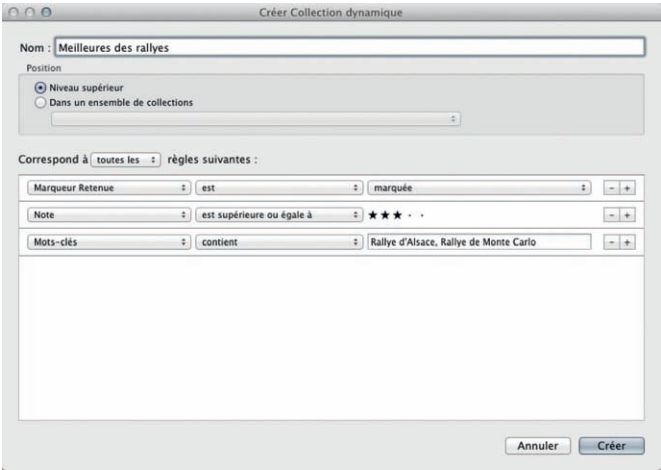 Créer Collection dynamique
Nom : Meilleures des rallyes
Position
Niveau supérieur
Dans un ensemble de collections
Correspond à toutes les règles suivantes :
Marqueur Retenue est marquée - +
Note est supérieure ou égale à ★★★ · · - +
Mots-clés contient Rallye d'Alsace, Rallye de Monte Carlo - +
Annuler Créer